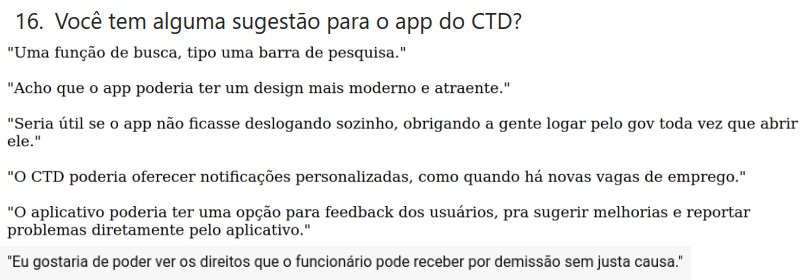 16. Você tem alguma sugestão para o app do CTD?
"Uma função de busca, tipo uma barra de pesquisa."
"Acho que o app poderia ter um design mais moderno e atraente."
"Seria útil se o app não ficasse deslogando sozinho, obrigando a gente logar pelo gov toda vez que abrir
ele."
"O CTD poderia oferecer notificações personalizadas, como quando há novas vagas de emprego."
"O aplicativo poderia ter uma opção para feedback dos usuários, pra sugerir melhorias e reportar
problemas diretamente pelo aplicativo."
"Eu gostaria de poder ver os direitos que o funcionário pode receber por demissão sem justa causa."